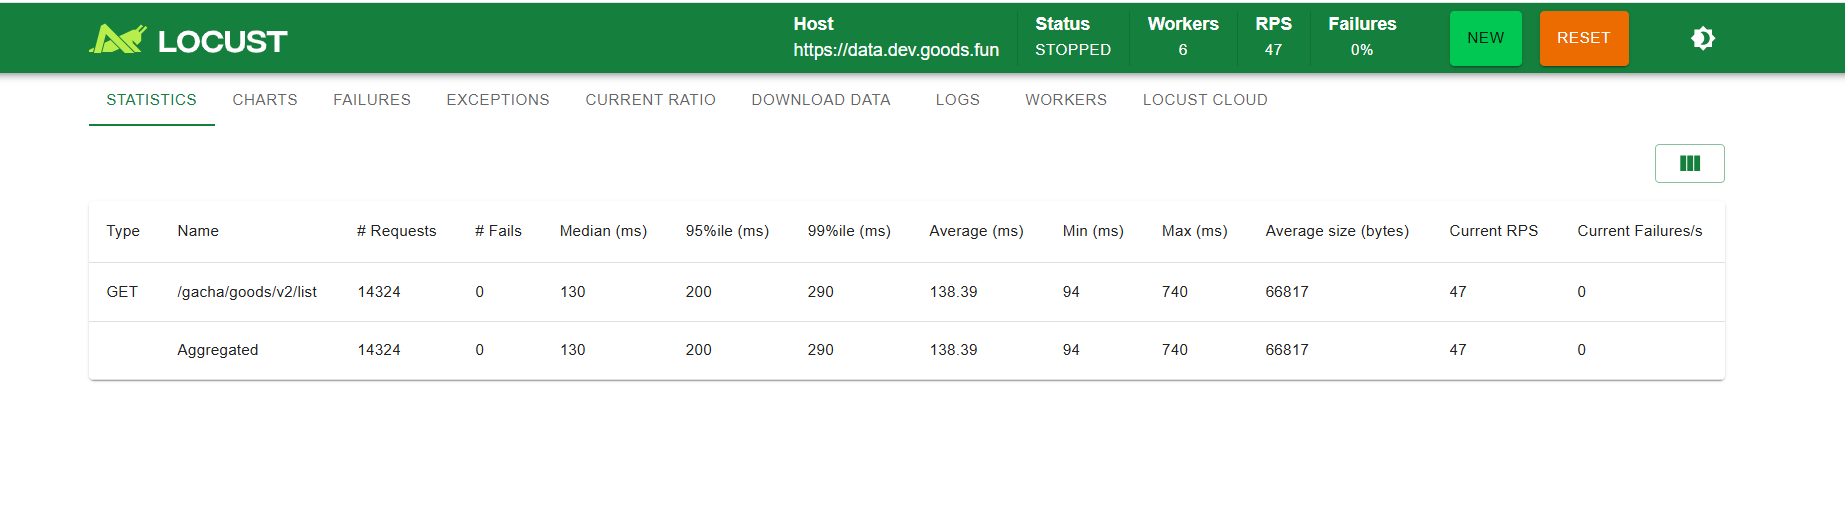 LOCUST
Host Status Workers RPS Failures
https://data.dev.goods.fun STOPPED 6 47 0%
NEW RESET
STATISTICS CHARTS FAILURES EXCEPTIONS CURRENT RATIO DOWNLOAD DATA LOGS WORKERS LOCUST CLOUD
Type Name # Requests # Fails Median (ms) 95%ile (ms) 99%ile (ms) Average (ms) Min (ms) Max (ms) Average size (bytes) Current RPS Current Failures/s
GET /gacha/goods/v2/list 14324 0 130 200 290 138.39 94 740 66817 47 0
Aggregated 14324 0 130 200 290 138.39 94 740 66817 47 0